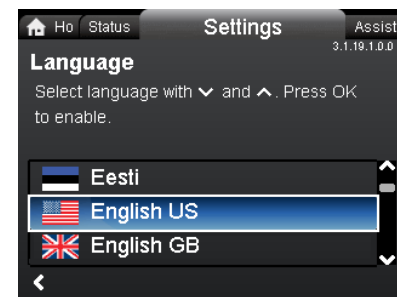 Ho Status Settings Assist
3.1.19.1.0.0
Language
Select language with and . Press OK
to enable.
Eesti
English US
English GB